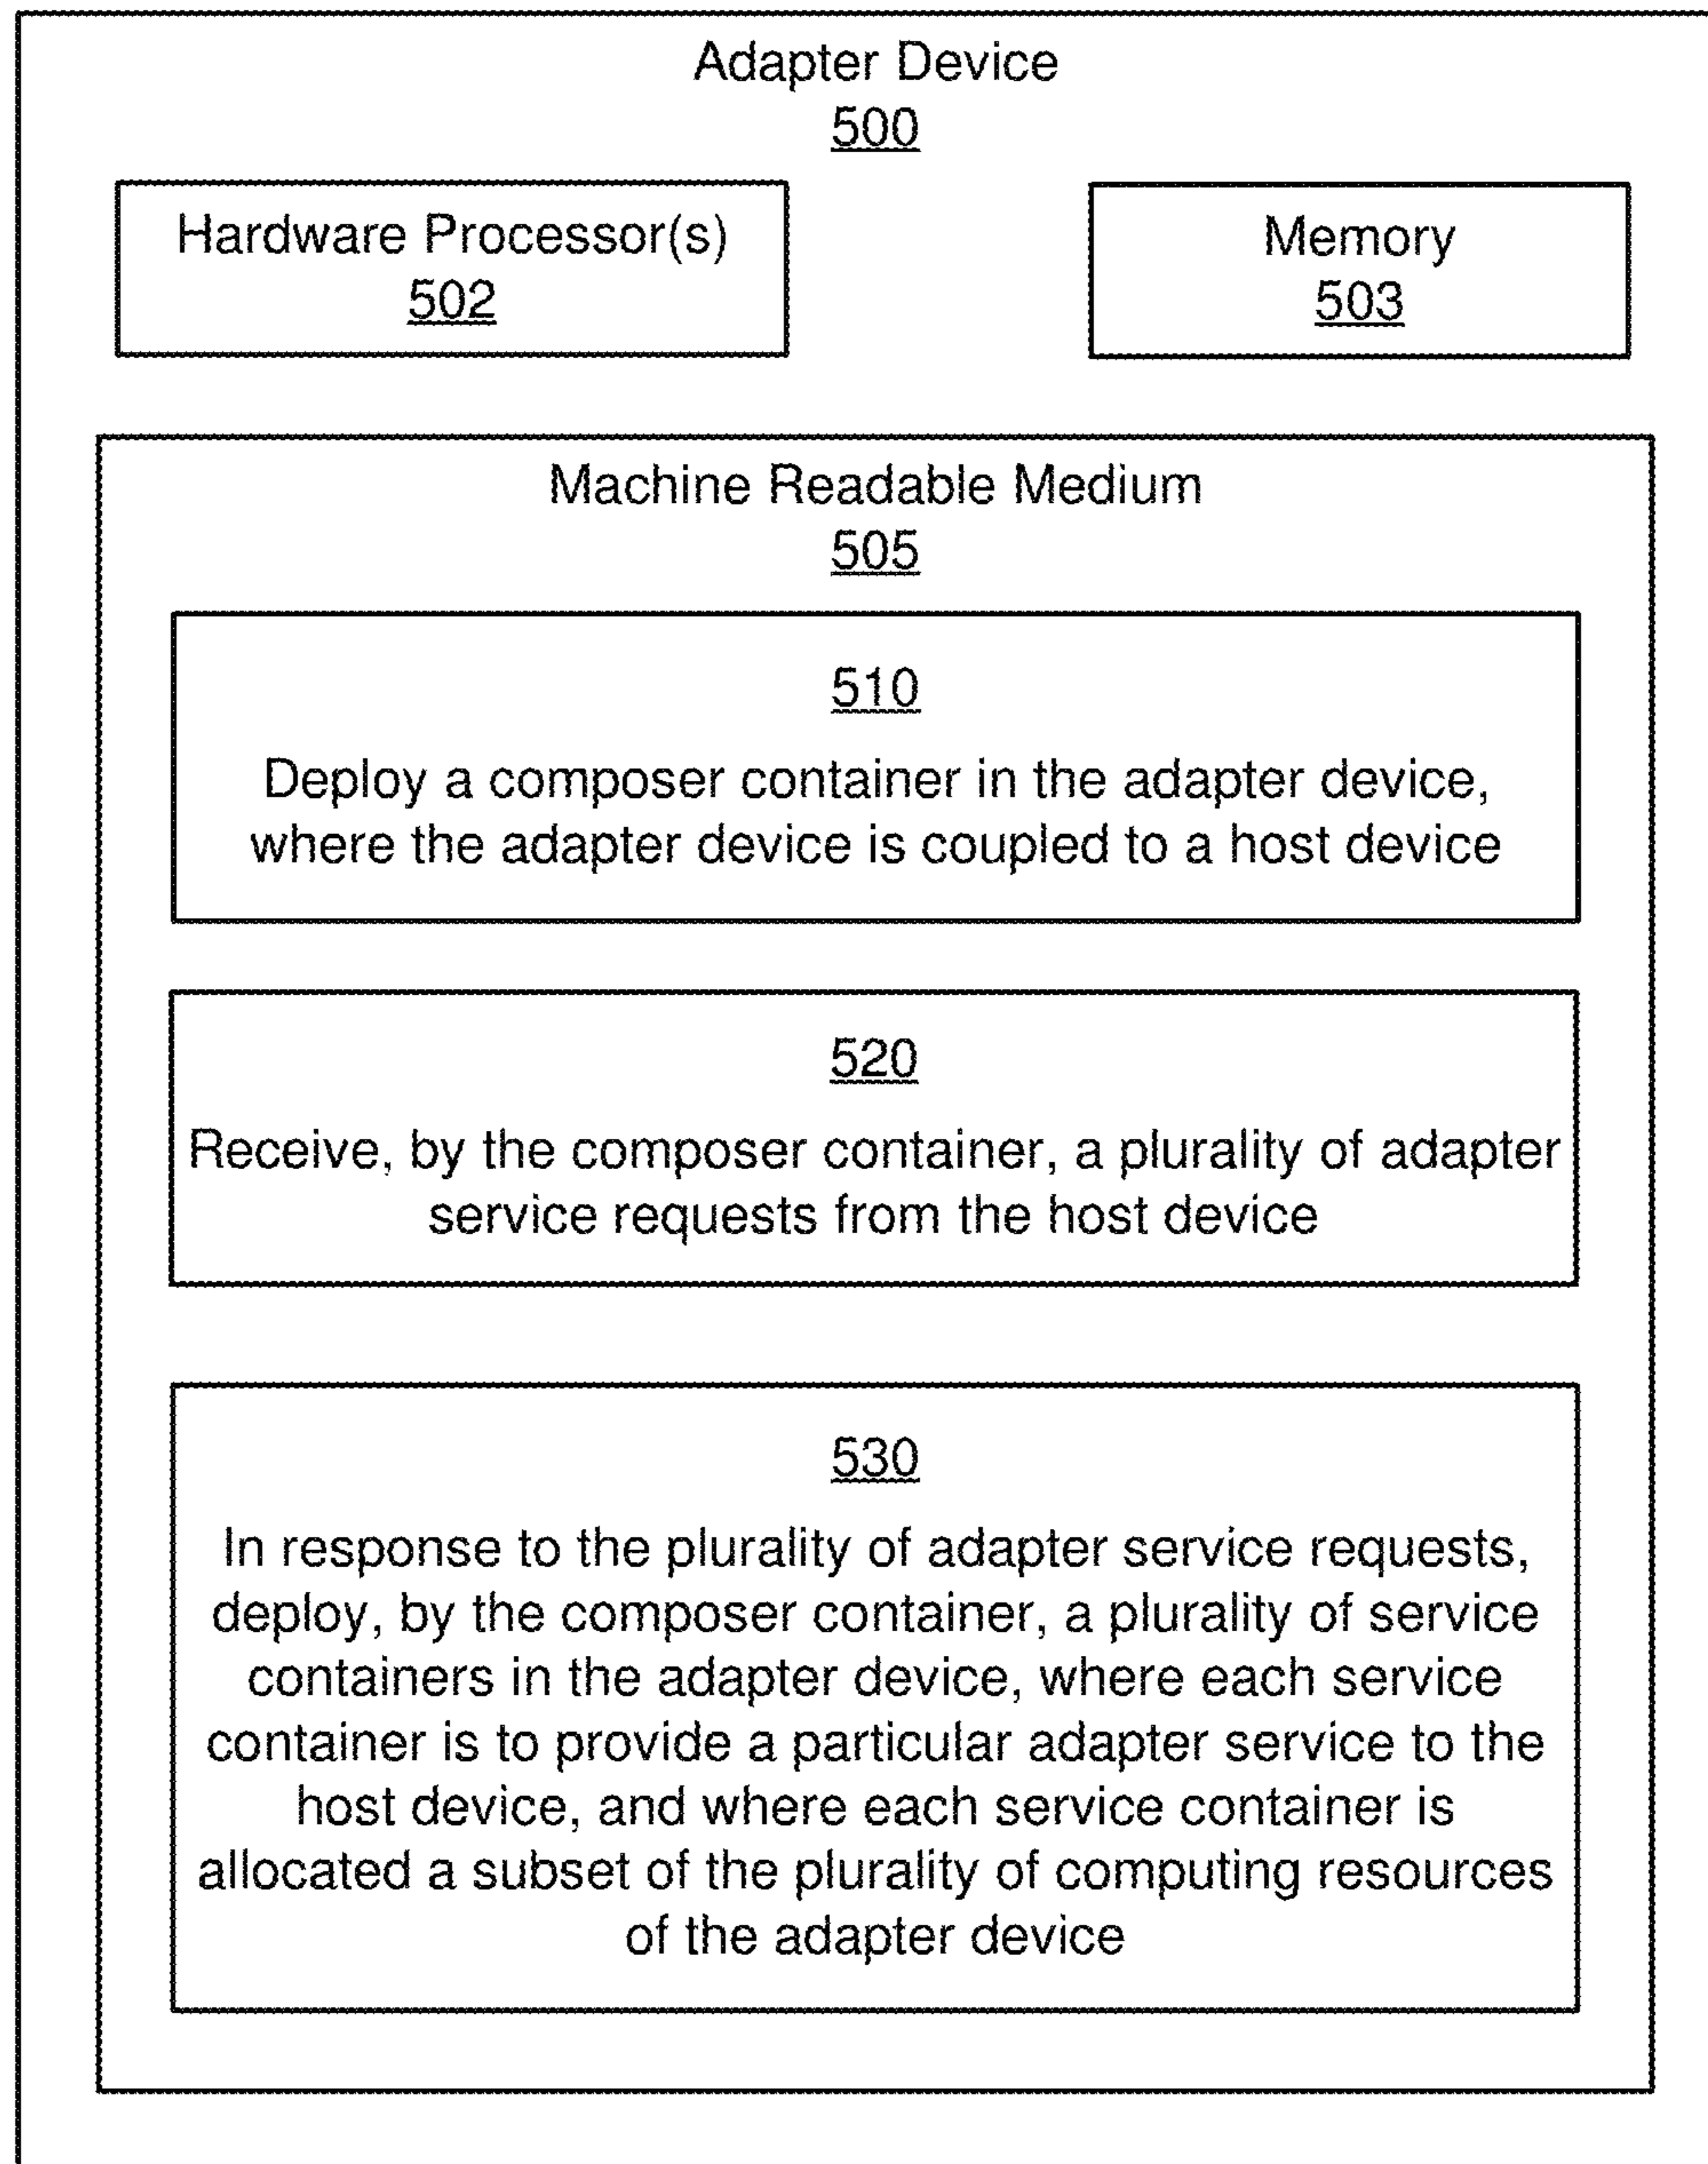 Adapter Device
500
Hardware Processor(s)
502
Memory
503
Machine Readable Medium
505
510
Deploy a composer container in the adapter device,
where the adapter device is coupled to a host device
520
Receive, by the composer container, a plurality of adapter
service requests from the host device
530
In response to the plurality of adapter service requests,
deploy, by the composer container, a plurality of service
containers in the adapter device, where each service
container is to provide a particular adapter service to the
host device, and where each service container is
allocated a subset of the plurality of computing resources
of the adapter device